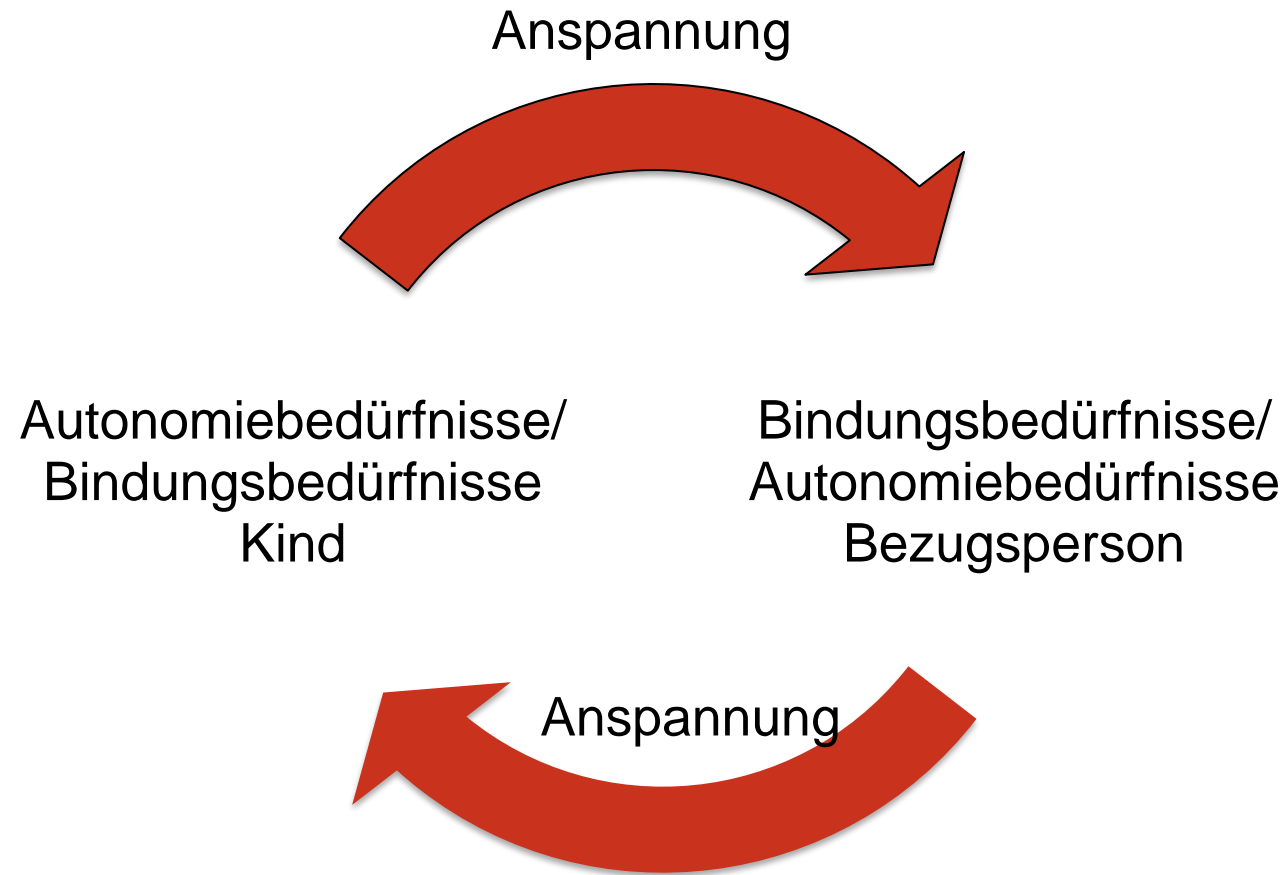 Anspannung
Autonomiebedürfnisse/
Bindungsbedürfnisse
Kind
Bindungsbedürfnisse/
Autonomiebedürfnisse
Bezugsperson
Anspannung